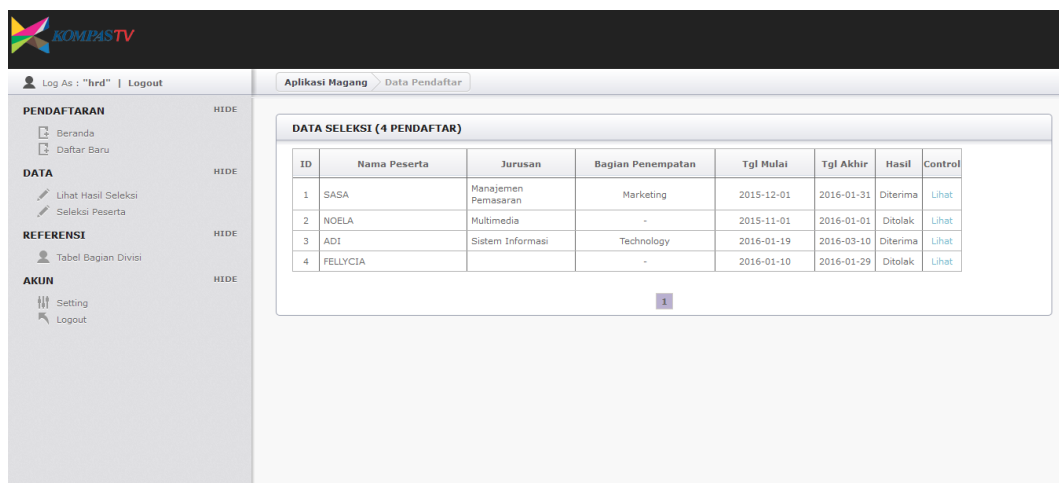 KOMPASTV
Log As : "hrd" | Logout
Aplikasi Magang Data Pendaftar
PENDAFTARAN HIDE
Beranda
Daftar Baru
DATA HIDE
Lihat Hasil Seleksi
Seleksi Peserta
REFERENSI HIDE
Tabel Bagian Divisi
AKUN HIDE
Setting
Logout
DATA SELEKSI (4 PENDAFTAR)
ID Nama Peserta Jurusan Bagian Penempatan Tgl Mulai Tgl Akhir Hasil Control
1 SASA Manajemen Pemasaran Marketing 2015-12-01 2016-01-31 Diterima Lihat
2 NOELA Multimedia - 2015-11-01 2016-01-01 Ditolak Lihat
3 ADI Sistem Informasi Technology 2016-01-19 2016-03-10 Diterima Lihat
4 FELLYCIA - 2016-01-10 2016-01-29 Ditolak Lihat
1